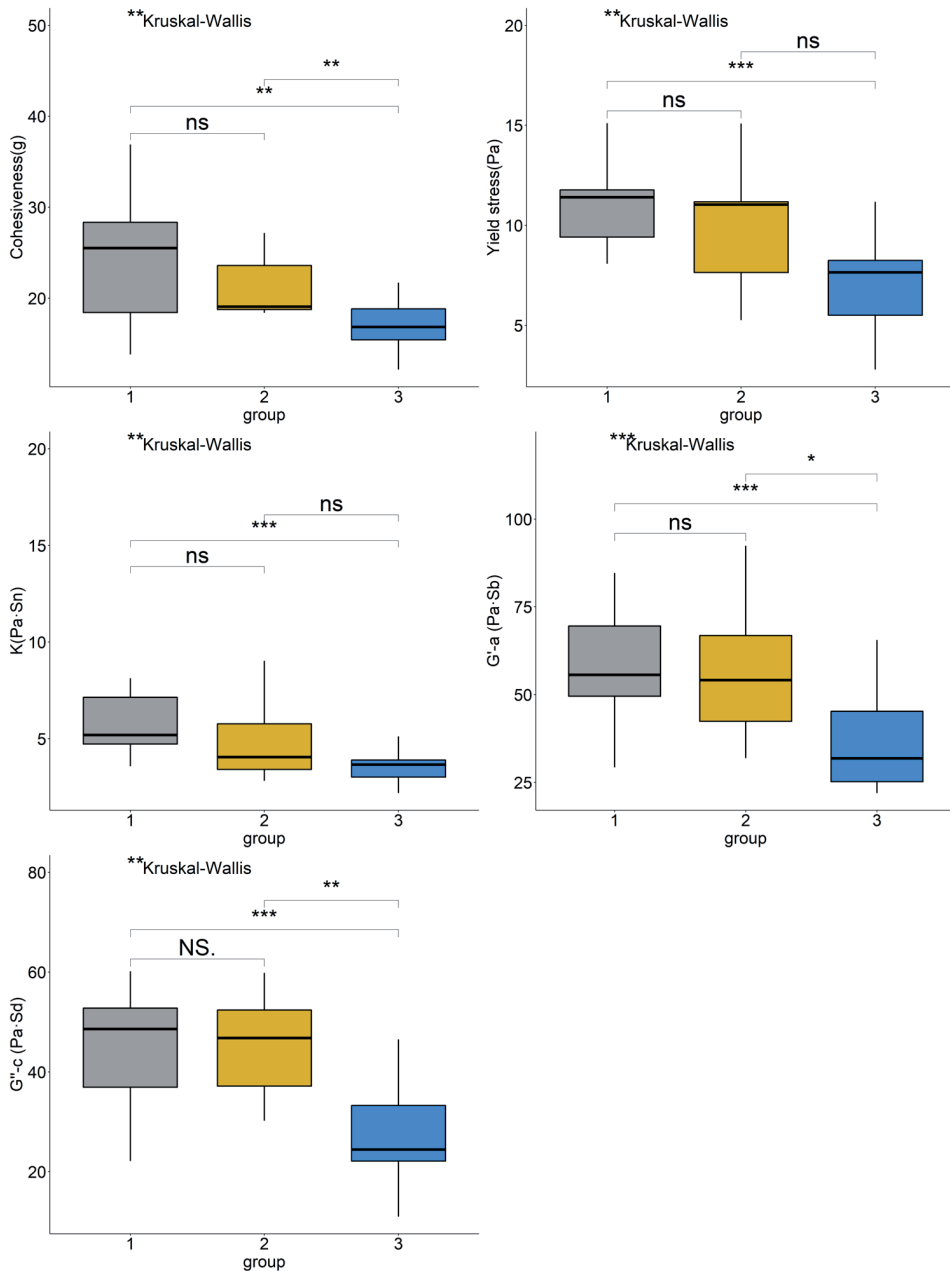 **Kruskal-Wallis
50
40
30
20
Cohesiveness(g)
**
**
ns
1 2 3
group
**Kruskal-Wallis
20
15
10
5
Yield stress(Pa)
ns
***
ns
1 2 3
group
**Kruskal-Wallis
20
15
10
5
K(Pa·Sn)
ns
***
ns
1 2 3
group
***Kruskal-Wallis
100
75
50
25
G'-a (Pa·Sb)
*
***
ns
1 2 3
group
**Kruskal-Wallis
80
60
40
20
G"-c (Pa·Sd)
**
***
NS.
1 2 3
group